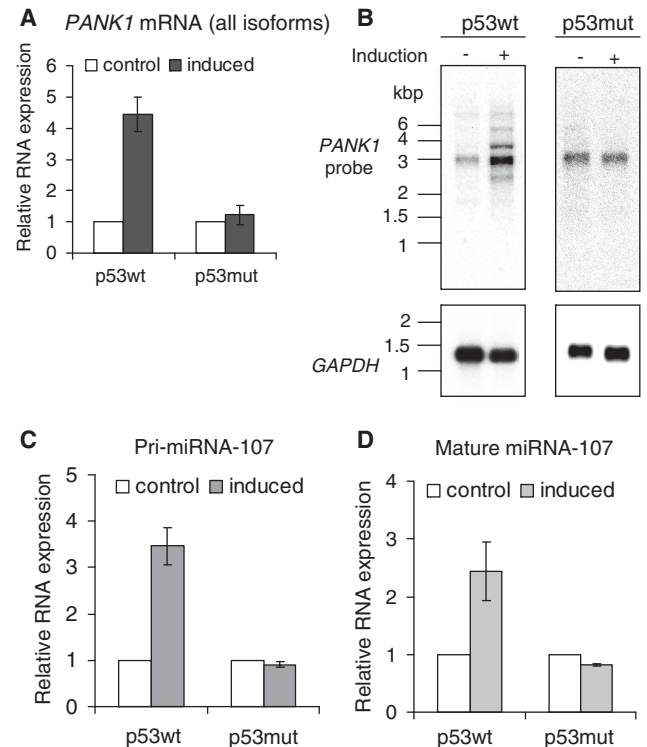 A
PANK1 mRNA (all isoforms)
control induced
Relative RNA expression
6
5
4
3
2
1
0
p53wt p53mut
B
p53wt p53mut
Induction - + - +
kbp
6
4
3
2
1.5
1
PANK1
probe
2
1.5
1
GAPDH
C
Pri-miRNA-107
control induced
Relative RNA expression
5
4
3
2
1
0
p53wt p53mut
D
Mature miRNA-107
control induced
Relative RNA expression
4
3
2
1
0
p53wt p53mut